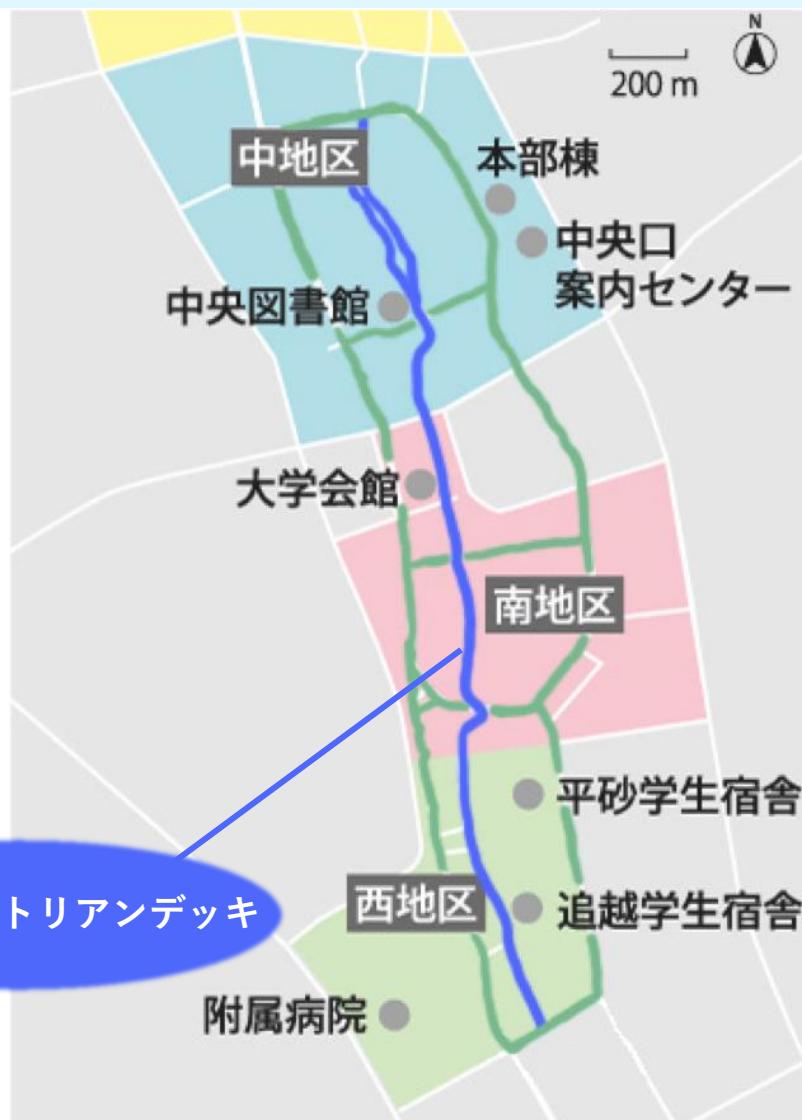 N
200 m
中地区
本部棟
中央口
案内センター
中央図書館
大学会館
南地区
平砂学生宿舎
西地区
追越学生宿舎
トリアンデッキ
附属病院